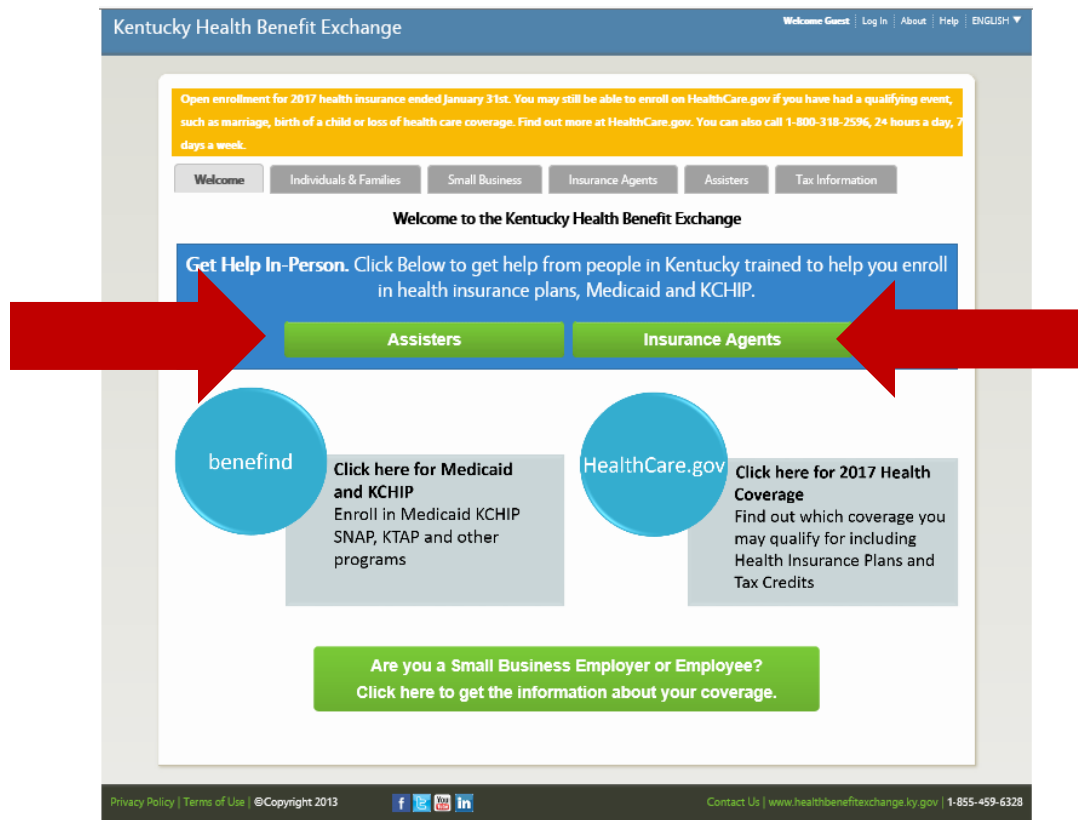 Kentucky Health Benefit Exchange
Welcome Guest Log In About Help ENGLISH ▼
Open enrollment for 2017 health insurance ended January 31st. You may still be able to enroll on HealthCare.gov if you have had a qualifying event,
such as marriage, birth of a child or loss of health care coverage. Find out more at HealthCare.gov. You can also call 1-800-318-2596, 24 hours a day, 7
days a week.
Welcome Individuals & Families Small Business Insurance Agents Assisters Tax Information
Welcome to the Kentucky Health Benefit Exchange
Get Help In-Person. Click Below to get help from people in Kentucky trained to help you enroll
in health insurance plans, Medicaid and KCHIP.
Assisters Insurance Agents
benefind
Click here for Medicaid
and KCHIP
Enroll in Medicaid KCHIP
SNAP, KTAP and other
programs
HealthCare.gov
Click here for 2017 Health
Coverage
Find out which coverage you
may qualify for including
Health Insurance Plans and
Tax Credits
Are you a Small Business Employer or Employee?
Click here to get the information about your coverage.
Privacy Policy | Terms of Use | ©Copyright 2013 f t You Tube in Contact Us | www.healthbenefitexchange.ky.gov | 1-855-459-6328